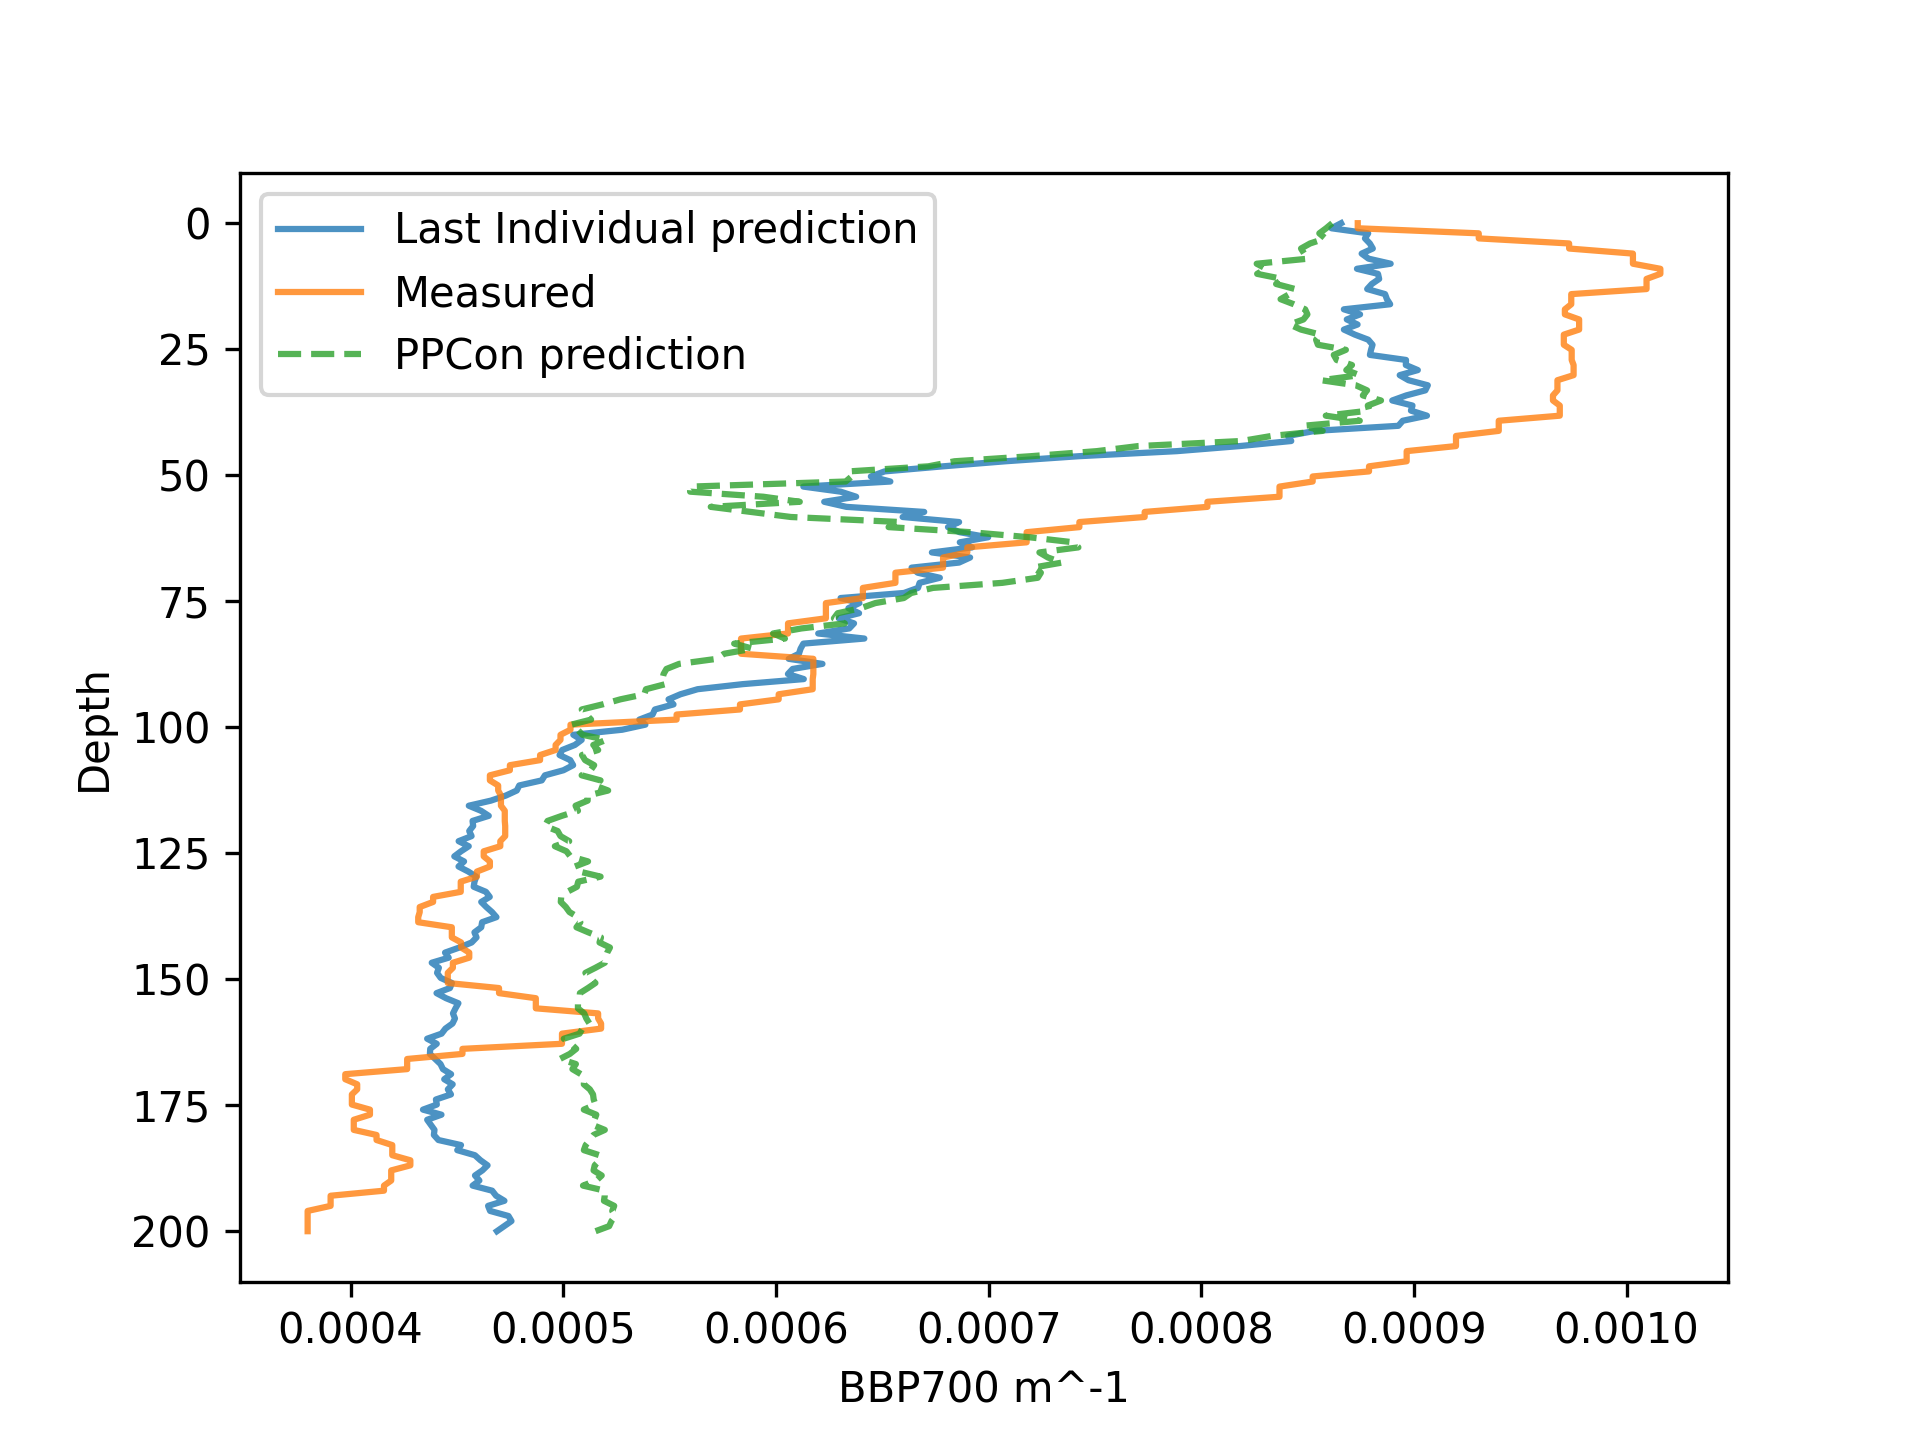 Last Individual prediction
Measured
PPCon prediction
0
25
50
75
100
125
150
175
200
Depth
0.0004 0.0005 0.0006 0.0007 0.0008 0.0009 0.0010
BBP700 m^-1